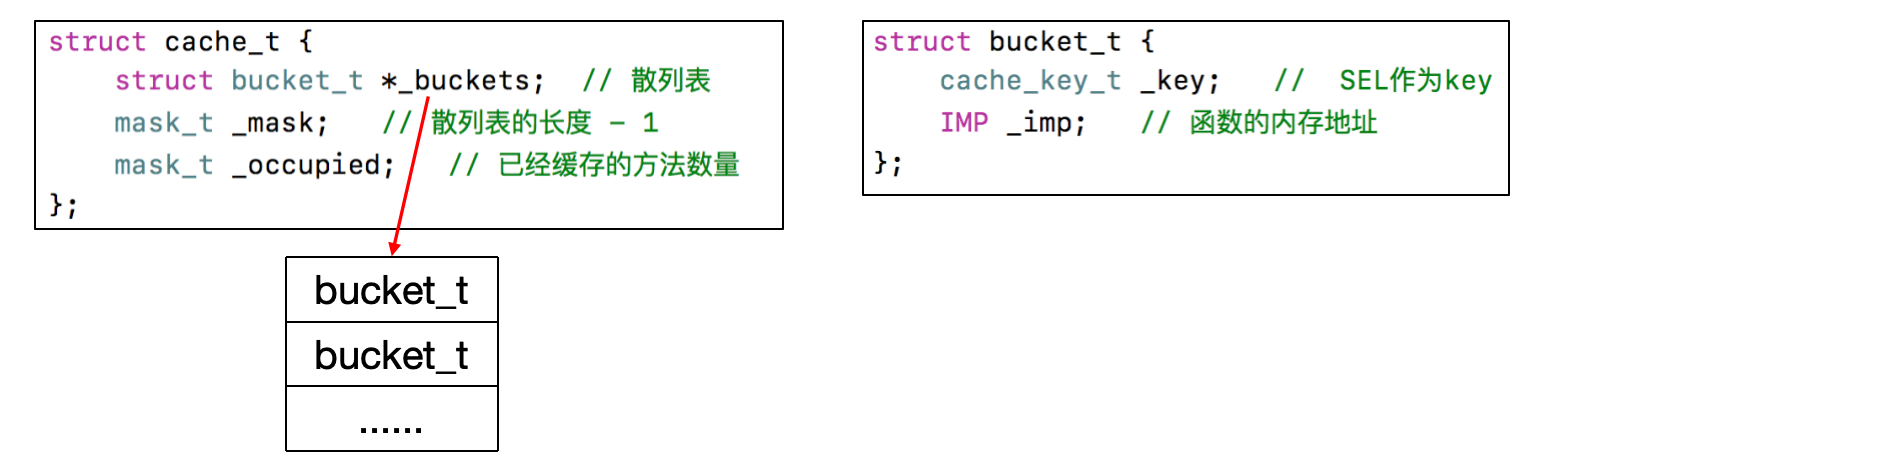 struct cache_t {
struct bucket_t *_buckets; // 散列表
mask_t _mask; // 散列表的长度 – 1
mask_t _occupied; // 已经缓存的方法数量
};
struct bucket_t {
cache_key_t _key; // SEL作为key
IMP _imp; // 函数的内存地址
};
bucket_t
bucket_t
......